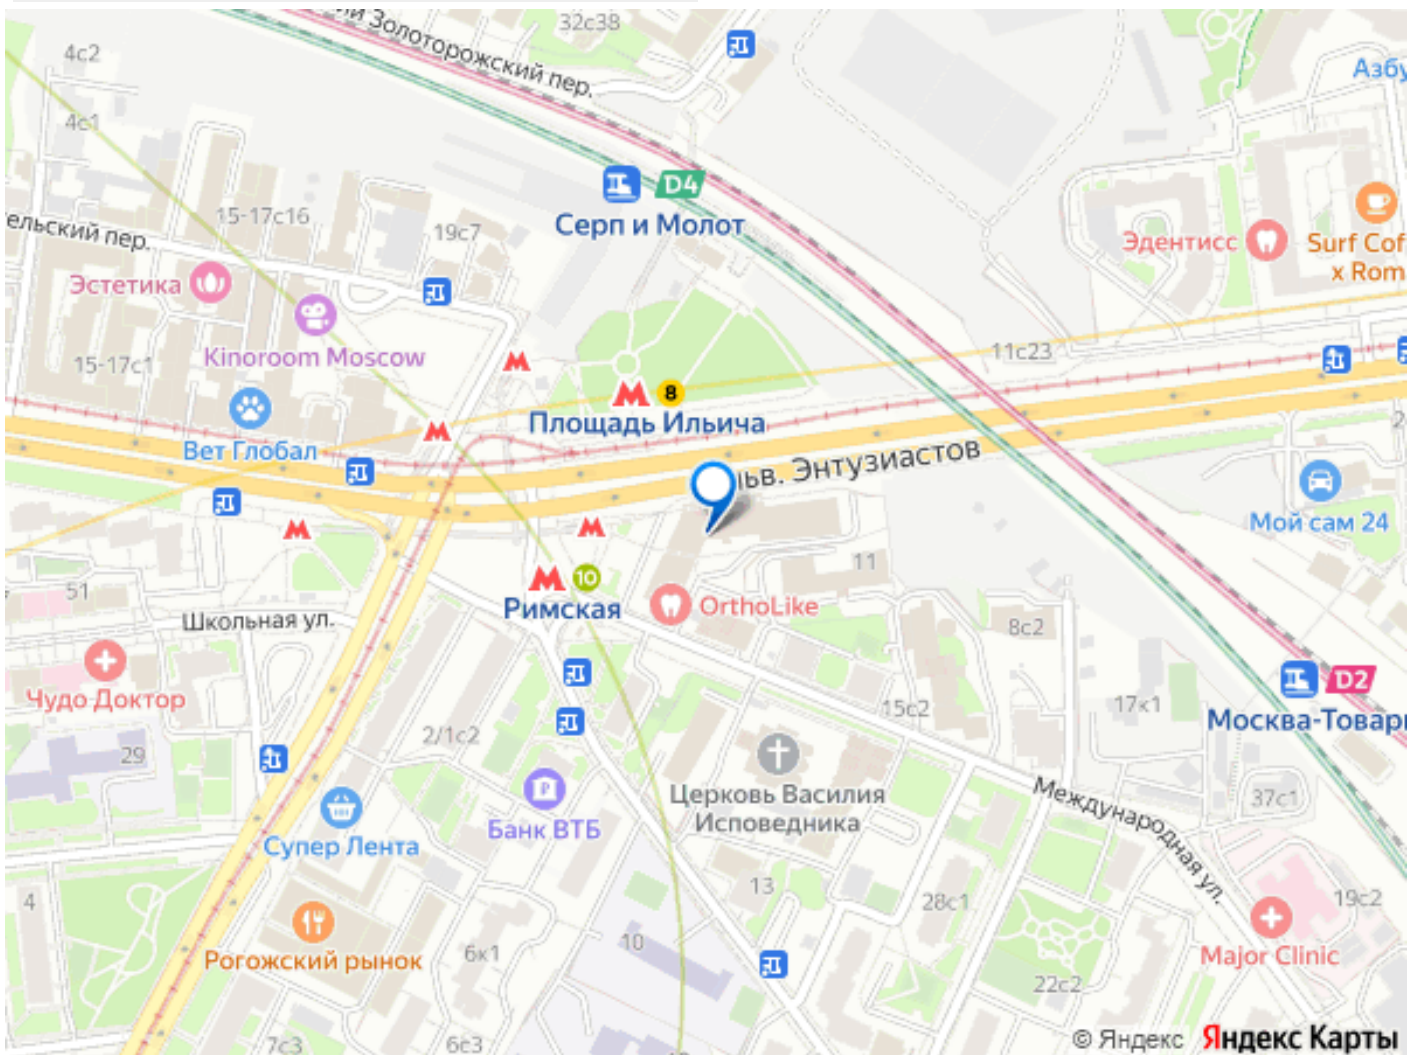 32с38
ий Золоторожский пер.
4с2
Азбу
4с1
D4
Серп и Молот
15-17с16
19с7
ельский пер.
Эдентисс
Surf Cof
x Rom
Эстетика
Kinoroom Moscow
15-17с1
11с23
8
Площадь Ильича
Вет Глобал
ьв. Энтузиастов
Мой сам 24
11
10
Римская
OrthoLike
51
Школьная ул.
8с2
Чудо Доктор
D2
Москва-Товарн
17к1
15с2
2/1с2
29
Церковь Василия
Исповедника
Международная ул.
37с1
Банк ВТБ
Супер Лента
13
28с1
19с2
4
10
6к1
Рогожский рынок
Major Clinic
22с2
7с3
6с3
© Яндекс Яндекс Карты